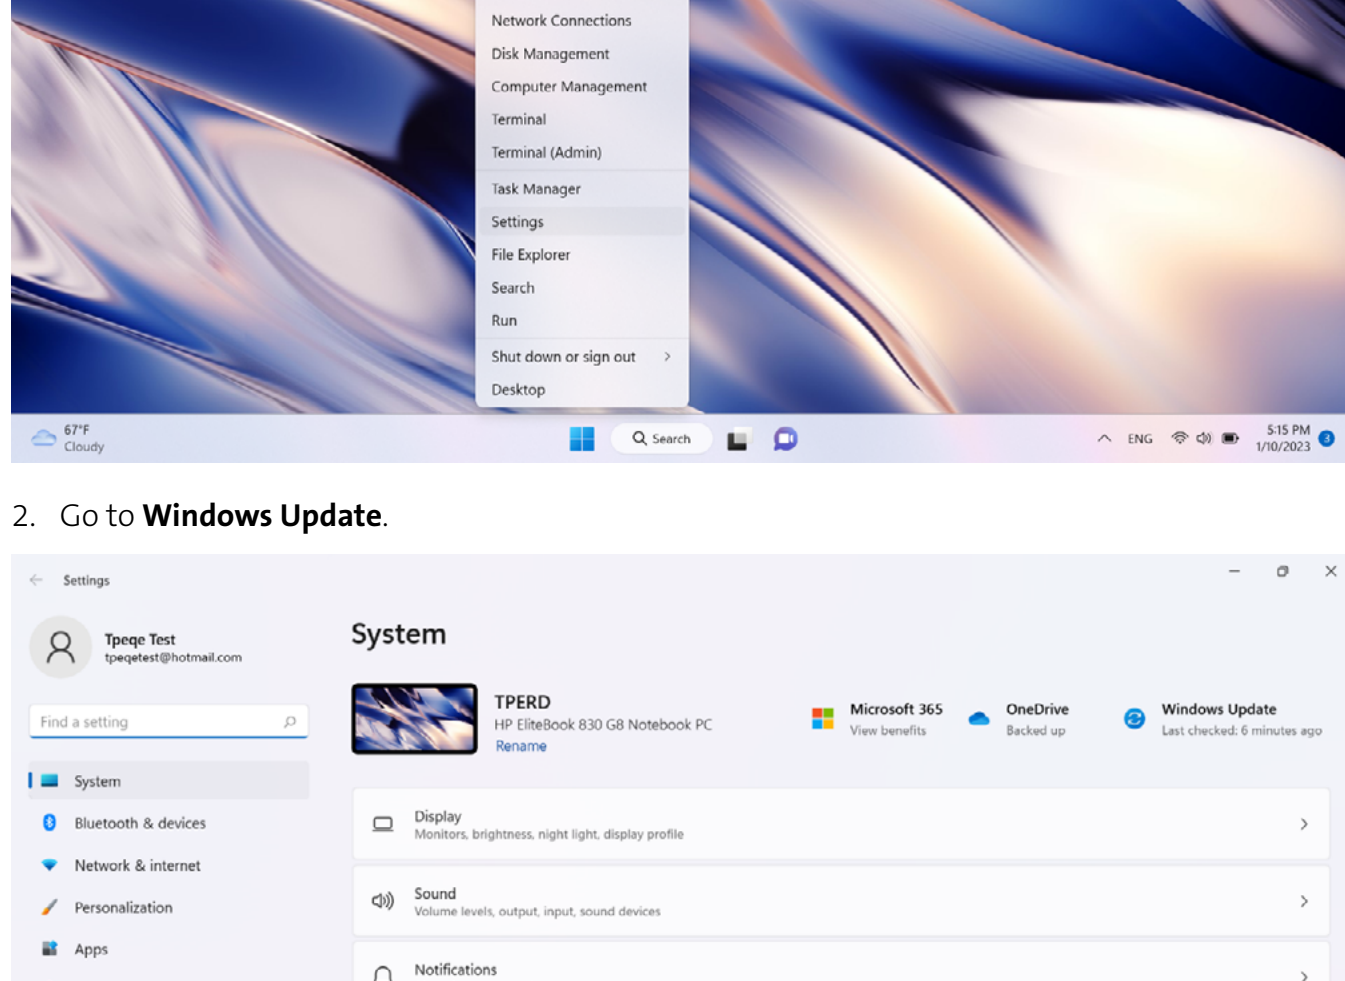 Network Connections
Disk Management
Computer Management
Terminal
Terminal (Admin)
Task Manager
Settings
File Explorer
Search
Run
Shut down or sign out
Desktop
67°F
Cloudy
Search
ENG
5:15 PM
1/10/2023
3
2. Go to Windows Update.
Settings
Tpeqe Test
tpeqetest@hotmail.com
Find a setting
System
Bluetooth & devices
Network & internet
Personalization
Apps
System
TPERD
HP EliteBook 830 G8 Notebook PC
Rename
Microsoft 365
View benefits
OneDrive
Backed up
Windows Update
Last checked: 6 minutes ago
Display
Monitors, brightness, night light, display profile
Sound
Volume levels, output, input, sound devices
Notifications